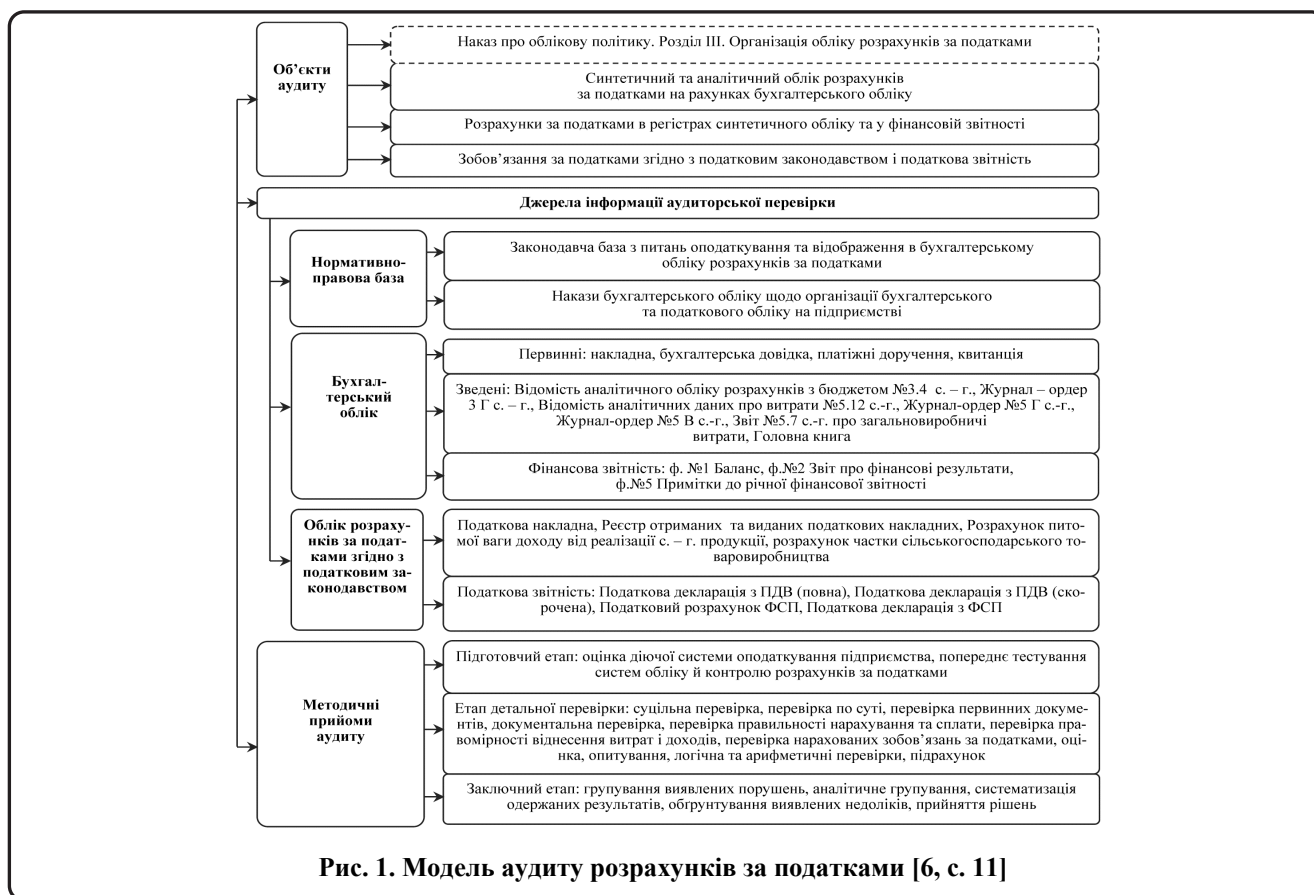 Об’єкти
аудиту
Наказ про облікову політику. Розділ ІІІ. Організація обліку розрахунків за податками
Синтетичний та аналітичний облік розрахунків
за податками на рахунках бухгалтерського обліку
Розрахунки за податками в регістрах синтетичного обліку та у фінансовій звітності
Зобов’язання за податками згідно з податковим законодавством і податкова звітність
Джерела інформації аудиторської перевірки
Нормативно-
правова база
Законодавча база з питань оподаткування та відображення в бухгалтерському
обліку розрахунків за податками
Накази бухгалтерського обліку щодо організації бухгалтерського
та податкового обліку на підприємстві
Бухгал-
терський
облік
Первинні: накладна, бухгалтерська довідка, платіжні доручення, квитанція
Зведені: Відомість аналітичного обліку розрахунків з бюджетом №3.4 с. – г., Журнал – ордер
3 Г с. – г., Відомість аналітичних даних про витрати №5.12 с.-г., Журнал-ордер №5 Г с.-г.,
Журнал-ордер №5 В с.-г., Звіт №5.7 с.-г. про загальновиробничі
витрати, Головна книга
Фінансова звітність: ф. №1 Баланс, ф.№2 Звіт про фінансові результати,
ф.№5 Примітки до річної фінансової звітності
Облік розраху-
нків за подат-
ками згідно з
податковим за-
конодавством
Податкова накладна, Реєстр отриманих та виданих податкових накладних, Розрахунок пито-
мої ваги доходу від реалізації с. – г. продукції, розрахунок частки сільськогосподарського то-
варовиробництва
Податкова звітність: Податкова декларація з ПДВ (повна), Податкова декларація з ПДВ (ско-
рочена), Податковий розрахунок ФСП, Податкова декларація з ФСП
Методичні
прийоми
аудиту
Підготовчий етап: оцінка діючої системи оподаткування підприємства, попереднє тестування
систем обліку й контролю розрахунків за податками
Етап детальної перевірки: суцільна перевірка, перевірка по суті, перевірка первинних докуме-
нтів, документальна перевірка, перевірка правильності нарахування та сплати, перевірка пра-
вомірності віднесення витрат і доходів, перевірка нарахованих зобов’язань за податками, оці-
нка, опитування, логічна та арифметичні перевірки, підрахунок
Заключний етап: групування виявлених порушень, аналітичне групування, систематизація
одержаних результатів, обґрунтування виявлених недоліків, прийняття рішень
Рис. 1. Модель аудиту розрахунків за податками [6, с. 11]